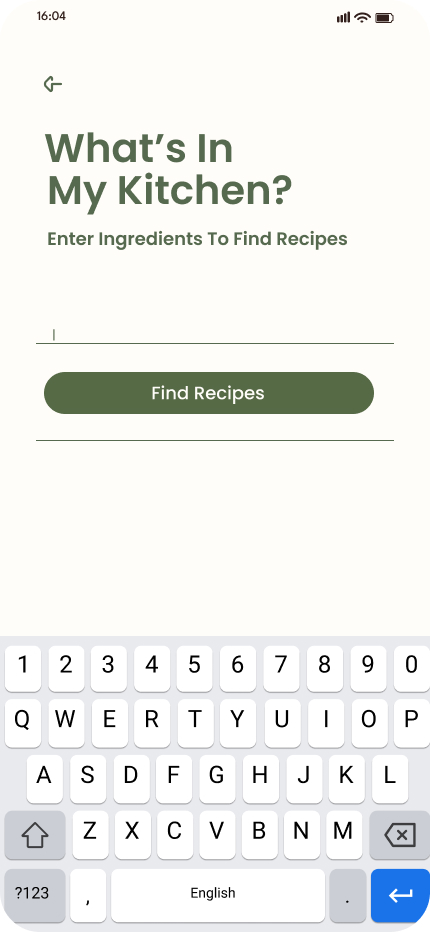 16:04
What's In
My Kitchen?
Enter Ingredients To Find Recipes
Find Recipes
1 2 3 4 5 6 7 8 9 0
Q W E R T Y U I O P
A S D F G H J K L
Z X C V B N M
?123 , English .